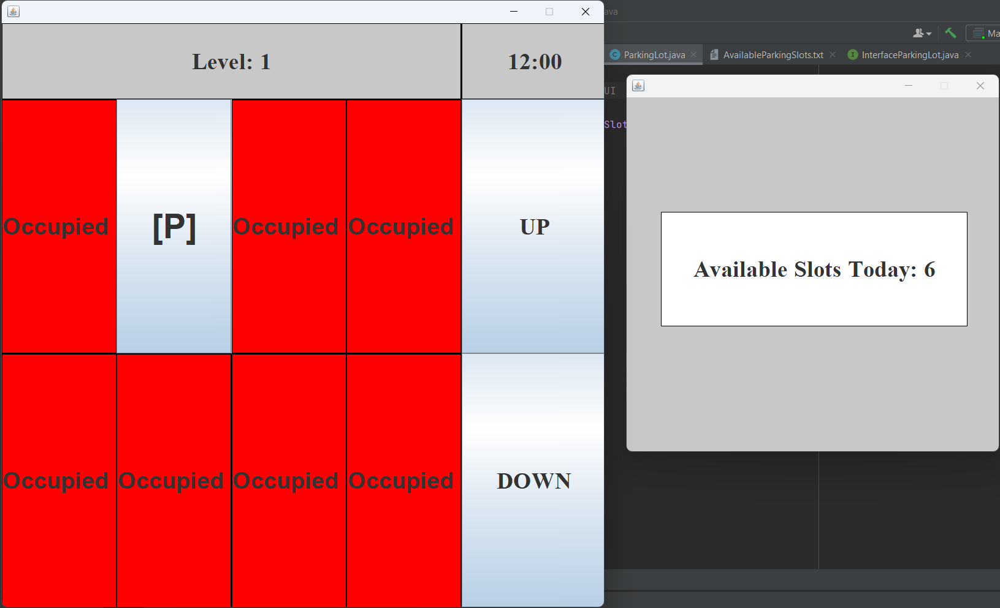 Level: 1
12:00
Occupied
[P]
Occupied
Occupied
UP
Occupied
Occupied
Occupied
Occupied
DOWN
ava
Ma
ParkingLot.java
AvailableParkingSlots.txt
InterfaceParkingLot.java
UI
Slot
Available Slots Today: 6